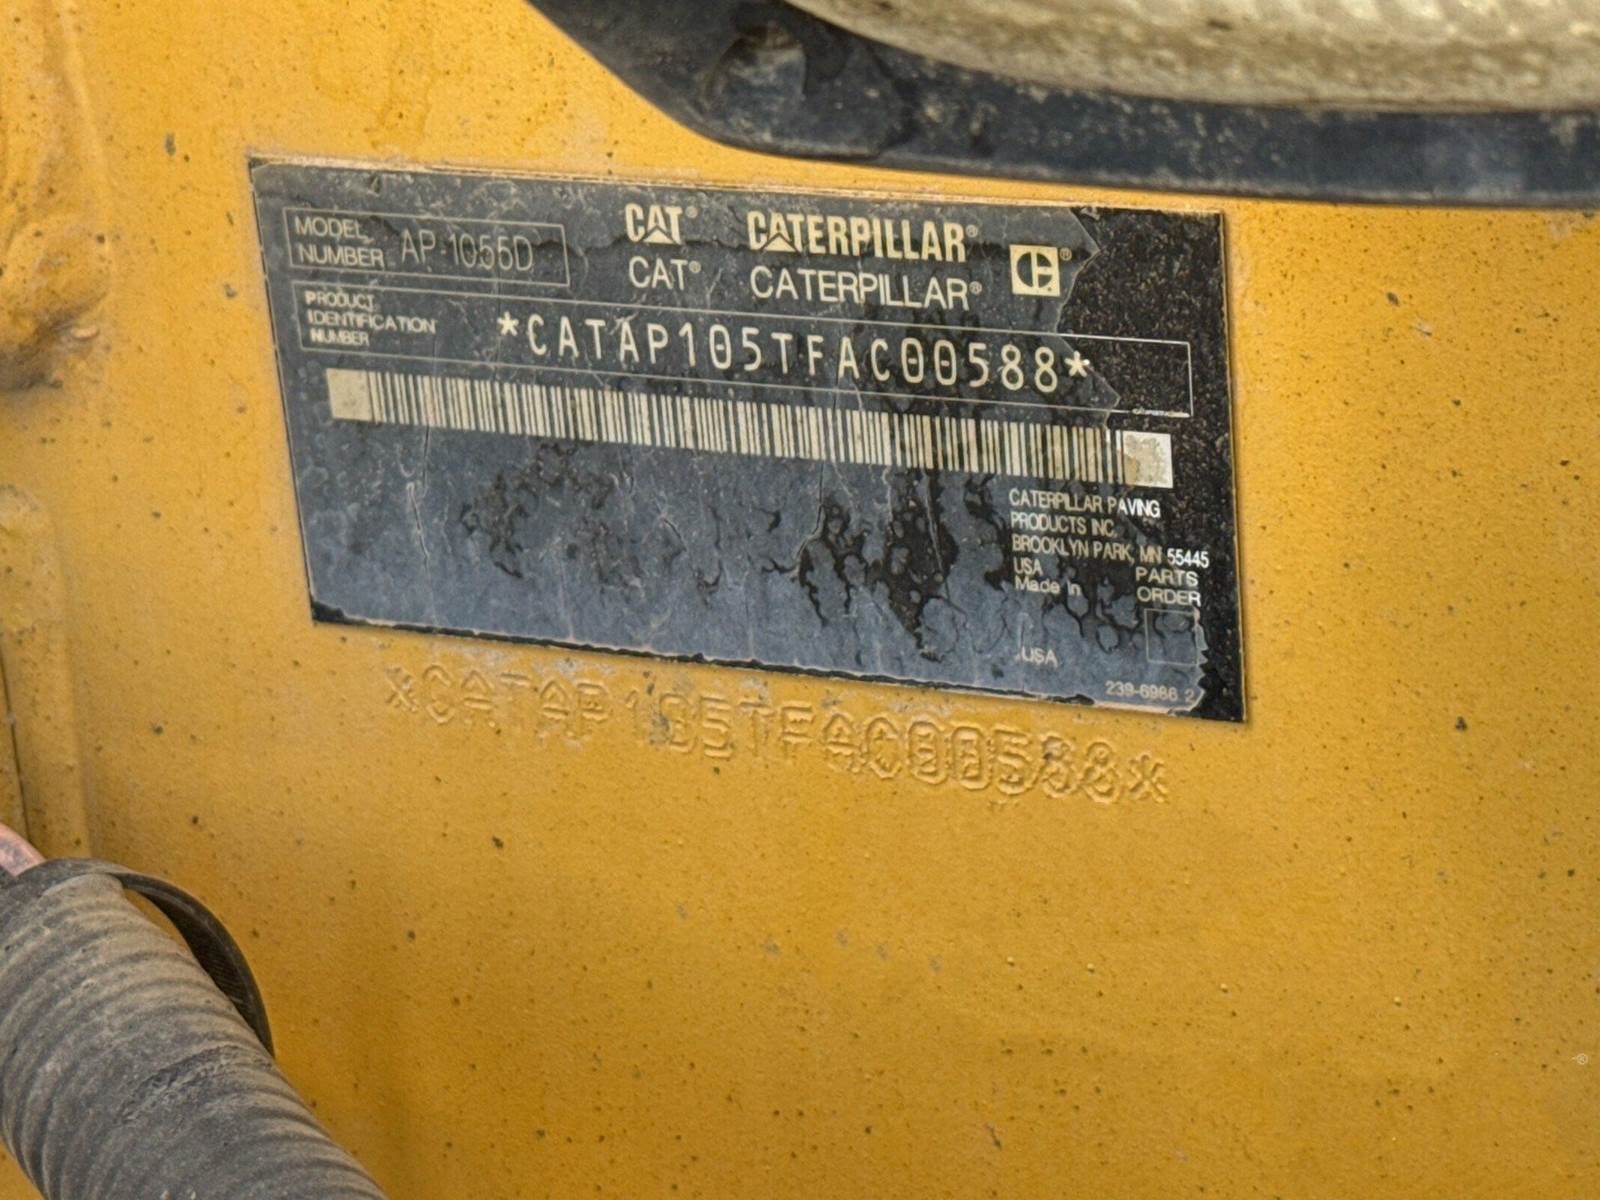 MODEL NUMBER AP-1055D
CAT® CATERPILLAR®
CAT® CATERPILLAR® CE®
PRODUCT
IDENTIFICATION
NUMBER
*CATAP105TFAC00588*
CATERPILLAR PAVING
PRODUCTS INC.
BROOKLYN PARK, MN 55445
USA
Made in
PARTS
ORDER
USA
239-6986 2
*CATAP105TFAC00588*